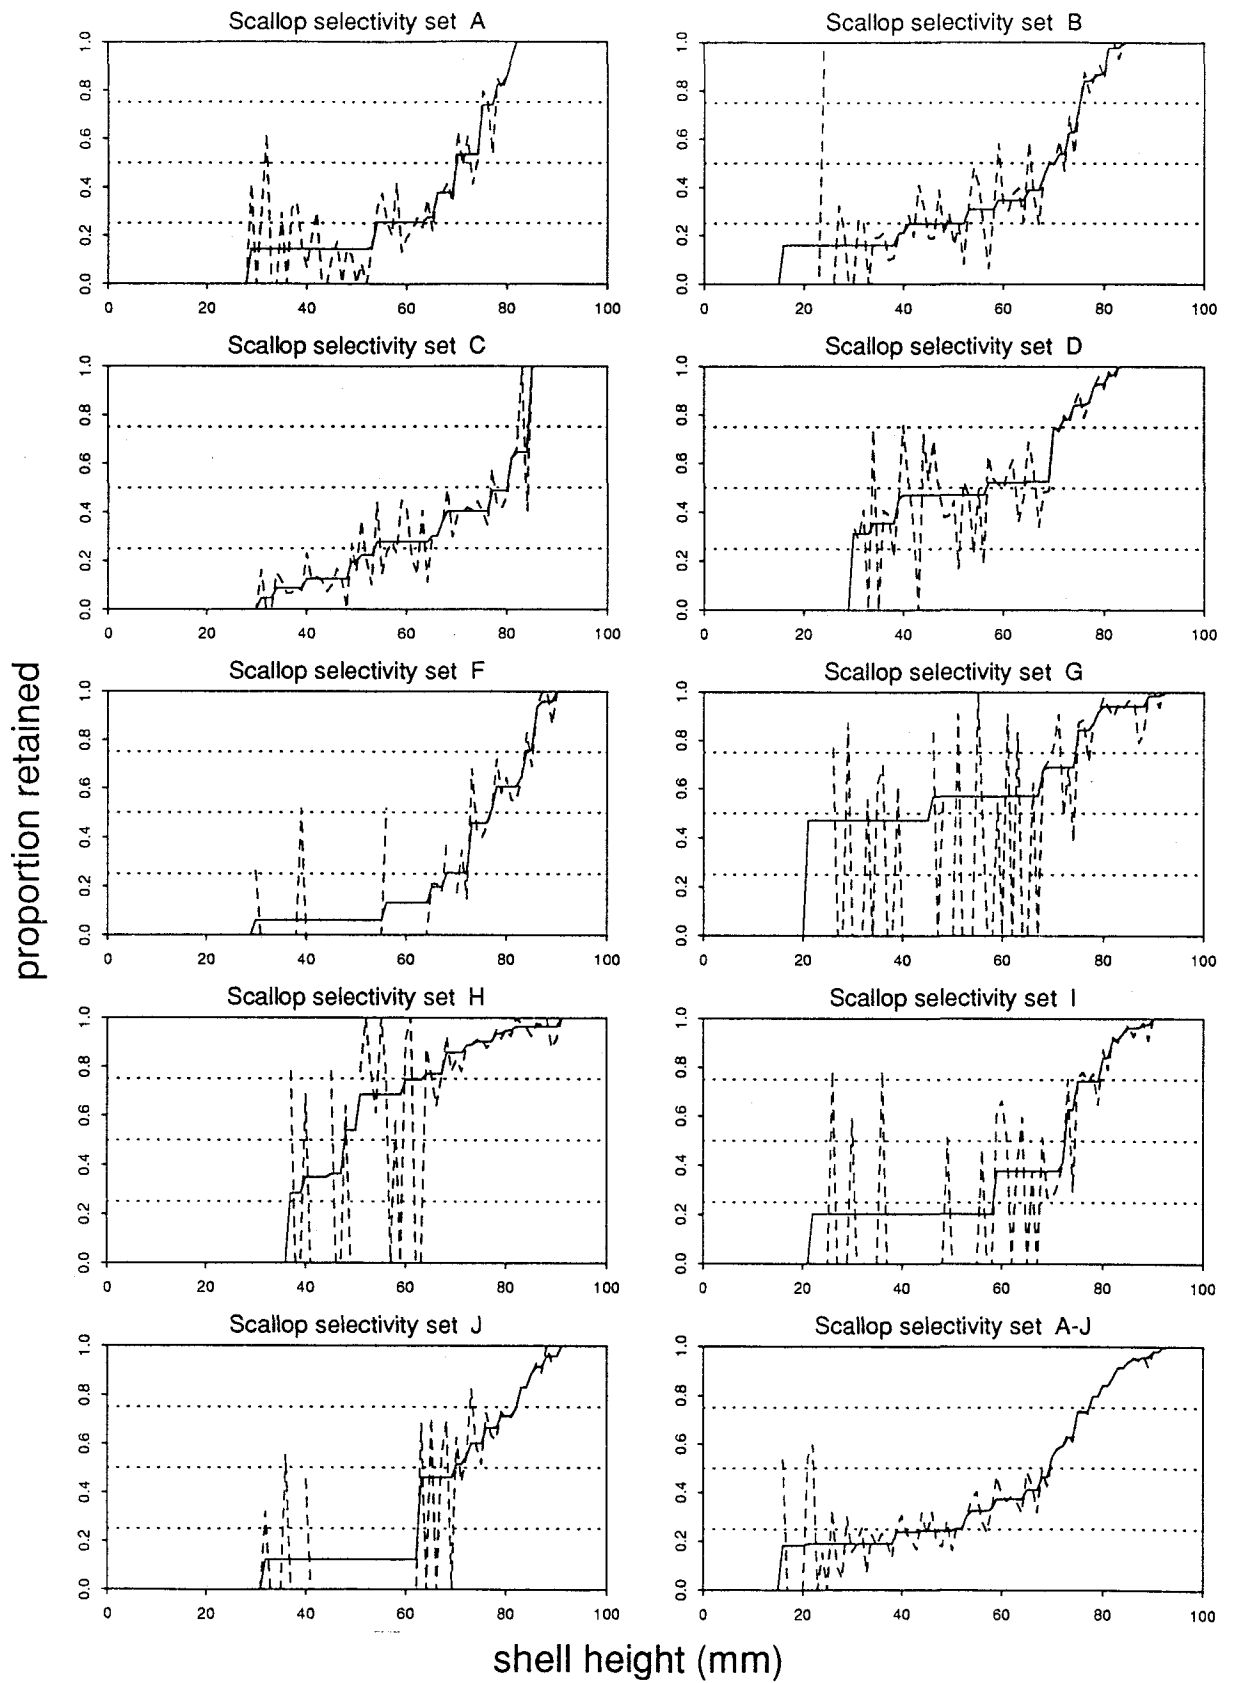 Scallop selectivity set A
Scallop selectivity set B
0.0 0.2 0.4 0.6 0.8 1.0
0.0 0.2 0.4 0.6 0.8 1.0
0 20 40 60 80 100
0 20 40 60 80 100
Scallop selectivity set C
Scallop selectivity set D
0.0 0.2 0.4 0.6 0.8 1.0
0.0 0.2 0.4 0.6 0.8 1.0
0 20 40 60 80 100
0 20 40 60 80 100
proportion retained
Scallop selectivity set F
Scallop selectivity set G
0.0 0.2 0.4 0.6 0.8 1.0
0.0 0.2 0.4 0.6 0.8 1.0
0 20 40 60 80 100
0 20 40 60 80 100
Scallop selectivity set H
Scallop selectivity set I
0.0 0.2 0.4 0.6 0.8 1.0
0.0 0.2 0.4 0.6 0.8 1.0
0 20 40 60 80 100
0 20 40 60 80 100
Scallop selectivity set J
Scallop selectivity set A-J
0.0 0.2 0.4 0.6 0.8 1.0
0.0 0.2 0.4 0.6 0.8 1.0
0 20 40 60 80 100
0 20 40 60 80 100
shell height (mm)